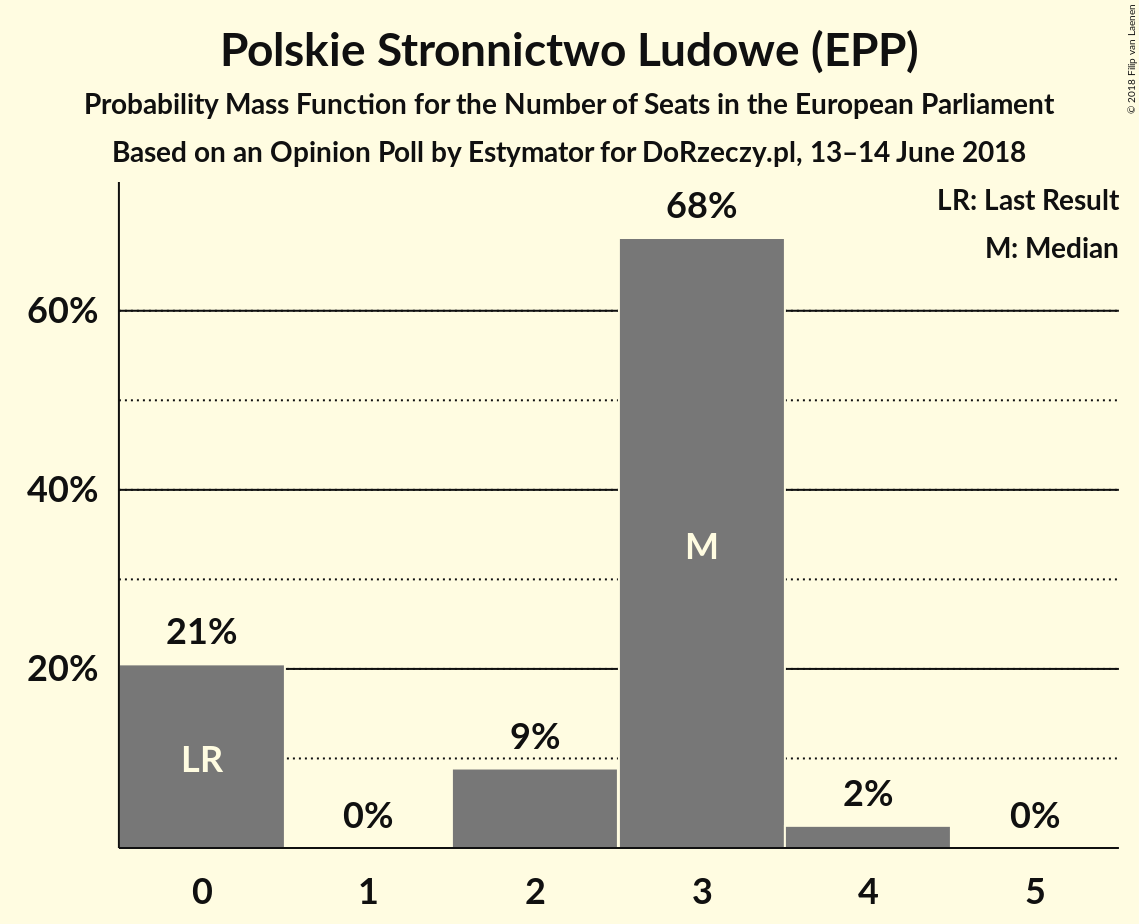 Polskie Stronnictwo Ludowe (EPP)
Probability Mass Function for the Number of Seats in the European Parliament
Based on an Opinion Poll by Estymator for DoRzeczy.pl, 13–14 June 2018
© 2018 Filip van Laenen
LR: Last Result
M: Median
68%
60%
40%
M
21%
20%
LR
9%
0%
2%
0%
0 1 2 3 4 5